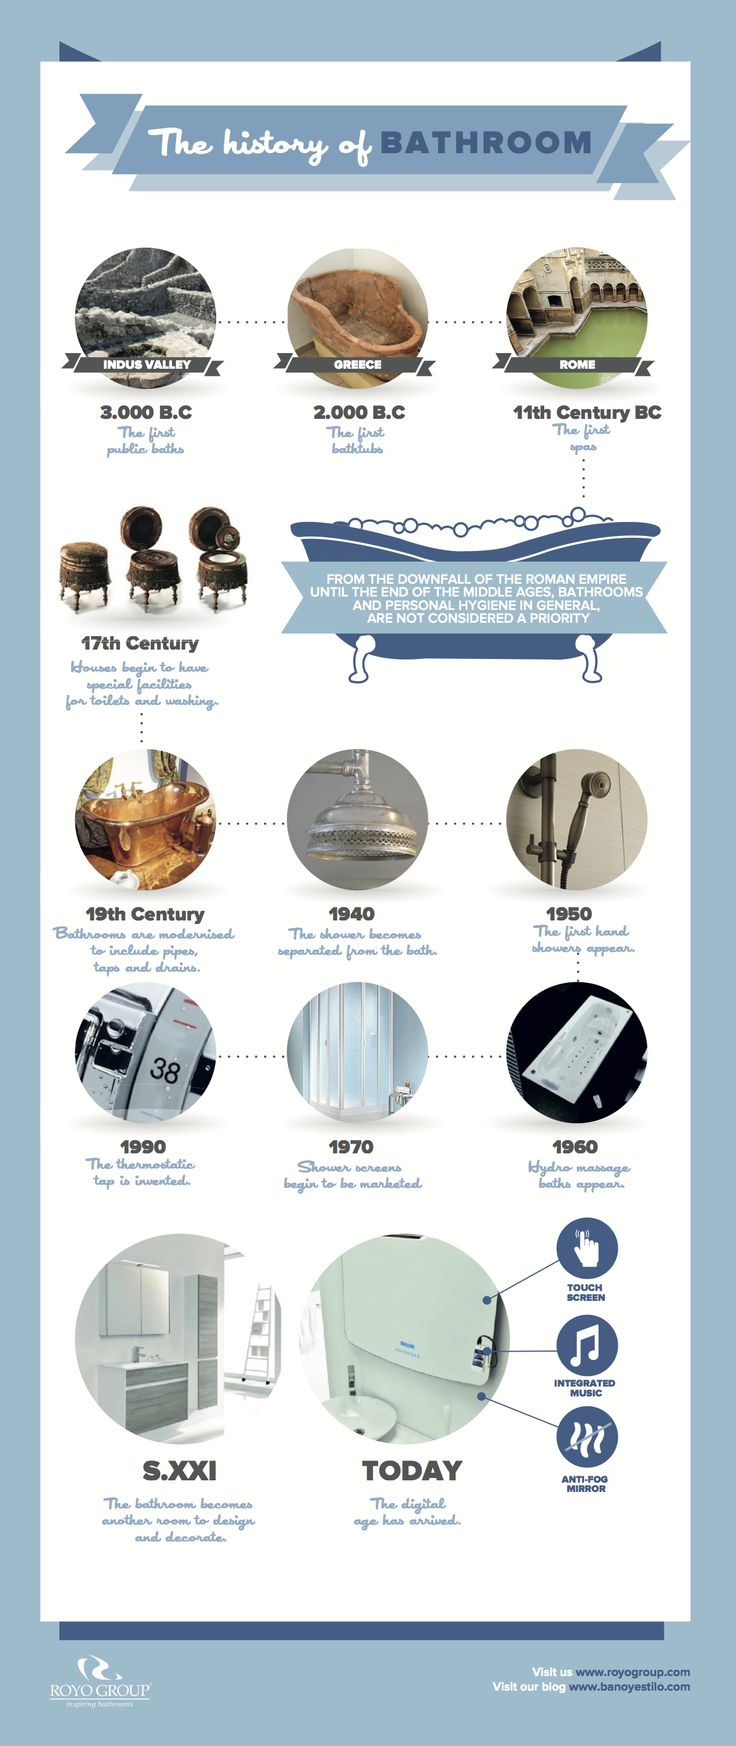 The history of BATHROOM
INDUS VALLEY
3.000 B.C
The first
public baths
GREECE
2.000 B.C
The first
bathtubs
ROME
11th Century BC
The first
spas
FROM THE DOWNFALL OF THE ROMAN EMPIRE
UNTIL THE END OF THE MIDDLE AGES, BATHROOMS
AND PERSONAL HYGIENE IN GENERAL,
ARE NOT CONSIDERED A PRIORITY
17th Century
Houses begin to have
special facilities
for toilets and washing.
19th Century
Bathrooms are modernised
to include pipes,
taps and drains.
1940
The shower becomes
separated from the bath.
1950
The first hand
showers appear.
38
1990
The thermostatic
tap is invented.
1970
Shower screens
begin to be marketed
1960
Hydro massage
baths appear.
S.XXI
The bathroom becomes
another room to design
and decorate.
TODAY
The digital
age has arrived.
TOUCH
SCREEN
INTEGRATED
MUSIC
ANTI-FOG
MIRROR
ROYO GROUP®
inspiring bathrooms
Visit us www.royogroup.com
Visit our blog www.banoyestilo.com